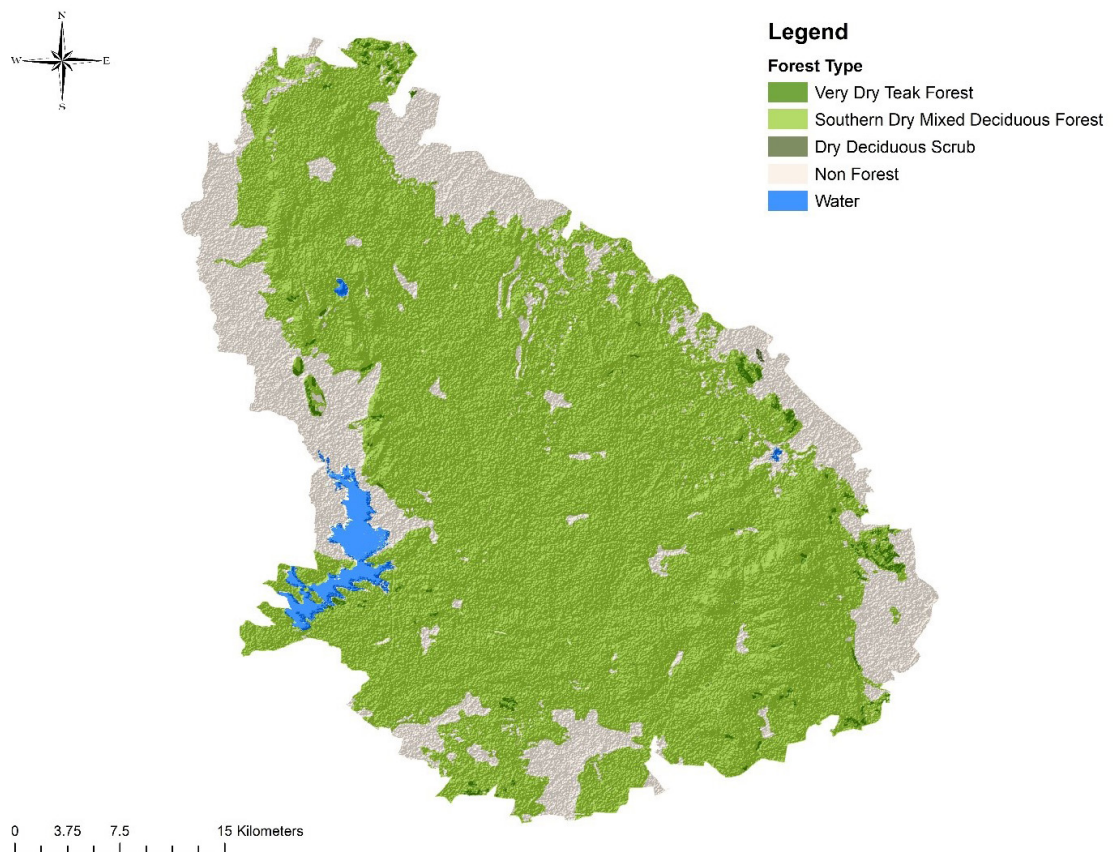 N
W E
S
Legend
Forest Type
Very Dry Teak Forest
Southern Dry Mixed Deciduous Forest
Dry Deciduous Scrub
Non Forest
Water
0 3.75 7.5 15 Kilometers